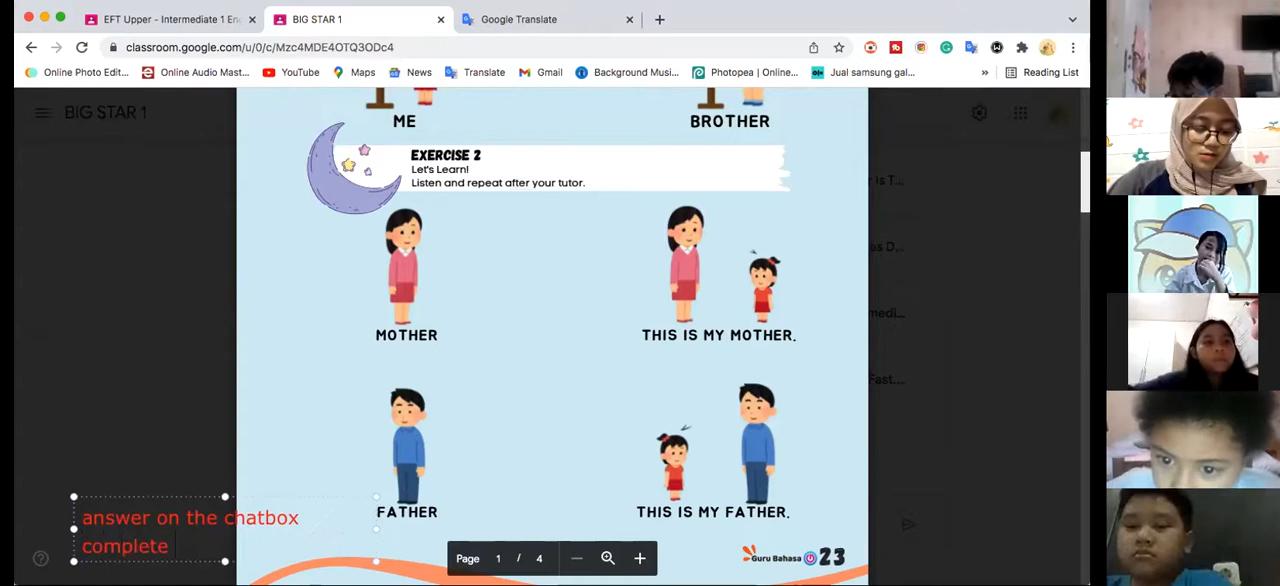 EFT Upper - Intermediate 1 En
BIG STAR 1
Google Translate
classroom.google.com/u/0/c/Mzc4MDE4OTQ3ODc4
Online Photo Edit...
Online Audio Mast...
YouTube
Maps
News
Translate
Gmail
Background Musi...
Photopea | Online...
Jual samsung gal...
»
Reading List
BIG STAR 1
ME
BROTHER
EXERCISE 2
Let's Learn!
Listen and repeat after your tutor.
MOTHER
THIS IS MY MOTHER.
FATHER
THIS IS MY FATHER.
answer on the chatbox
complete
Page 1 / 4
Guru Bahasa
23